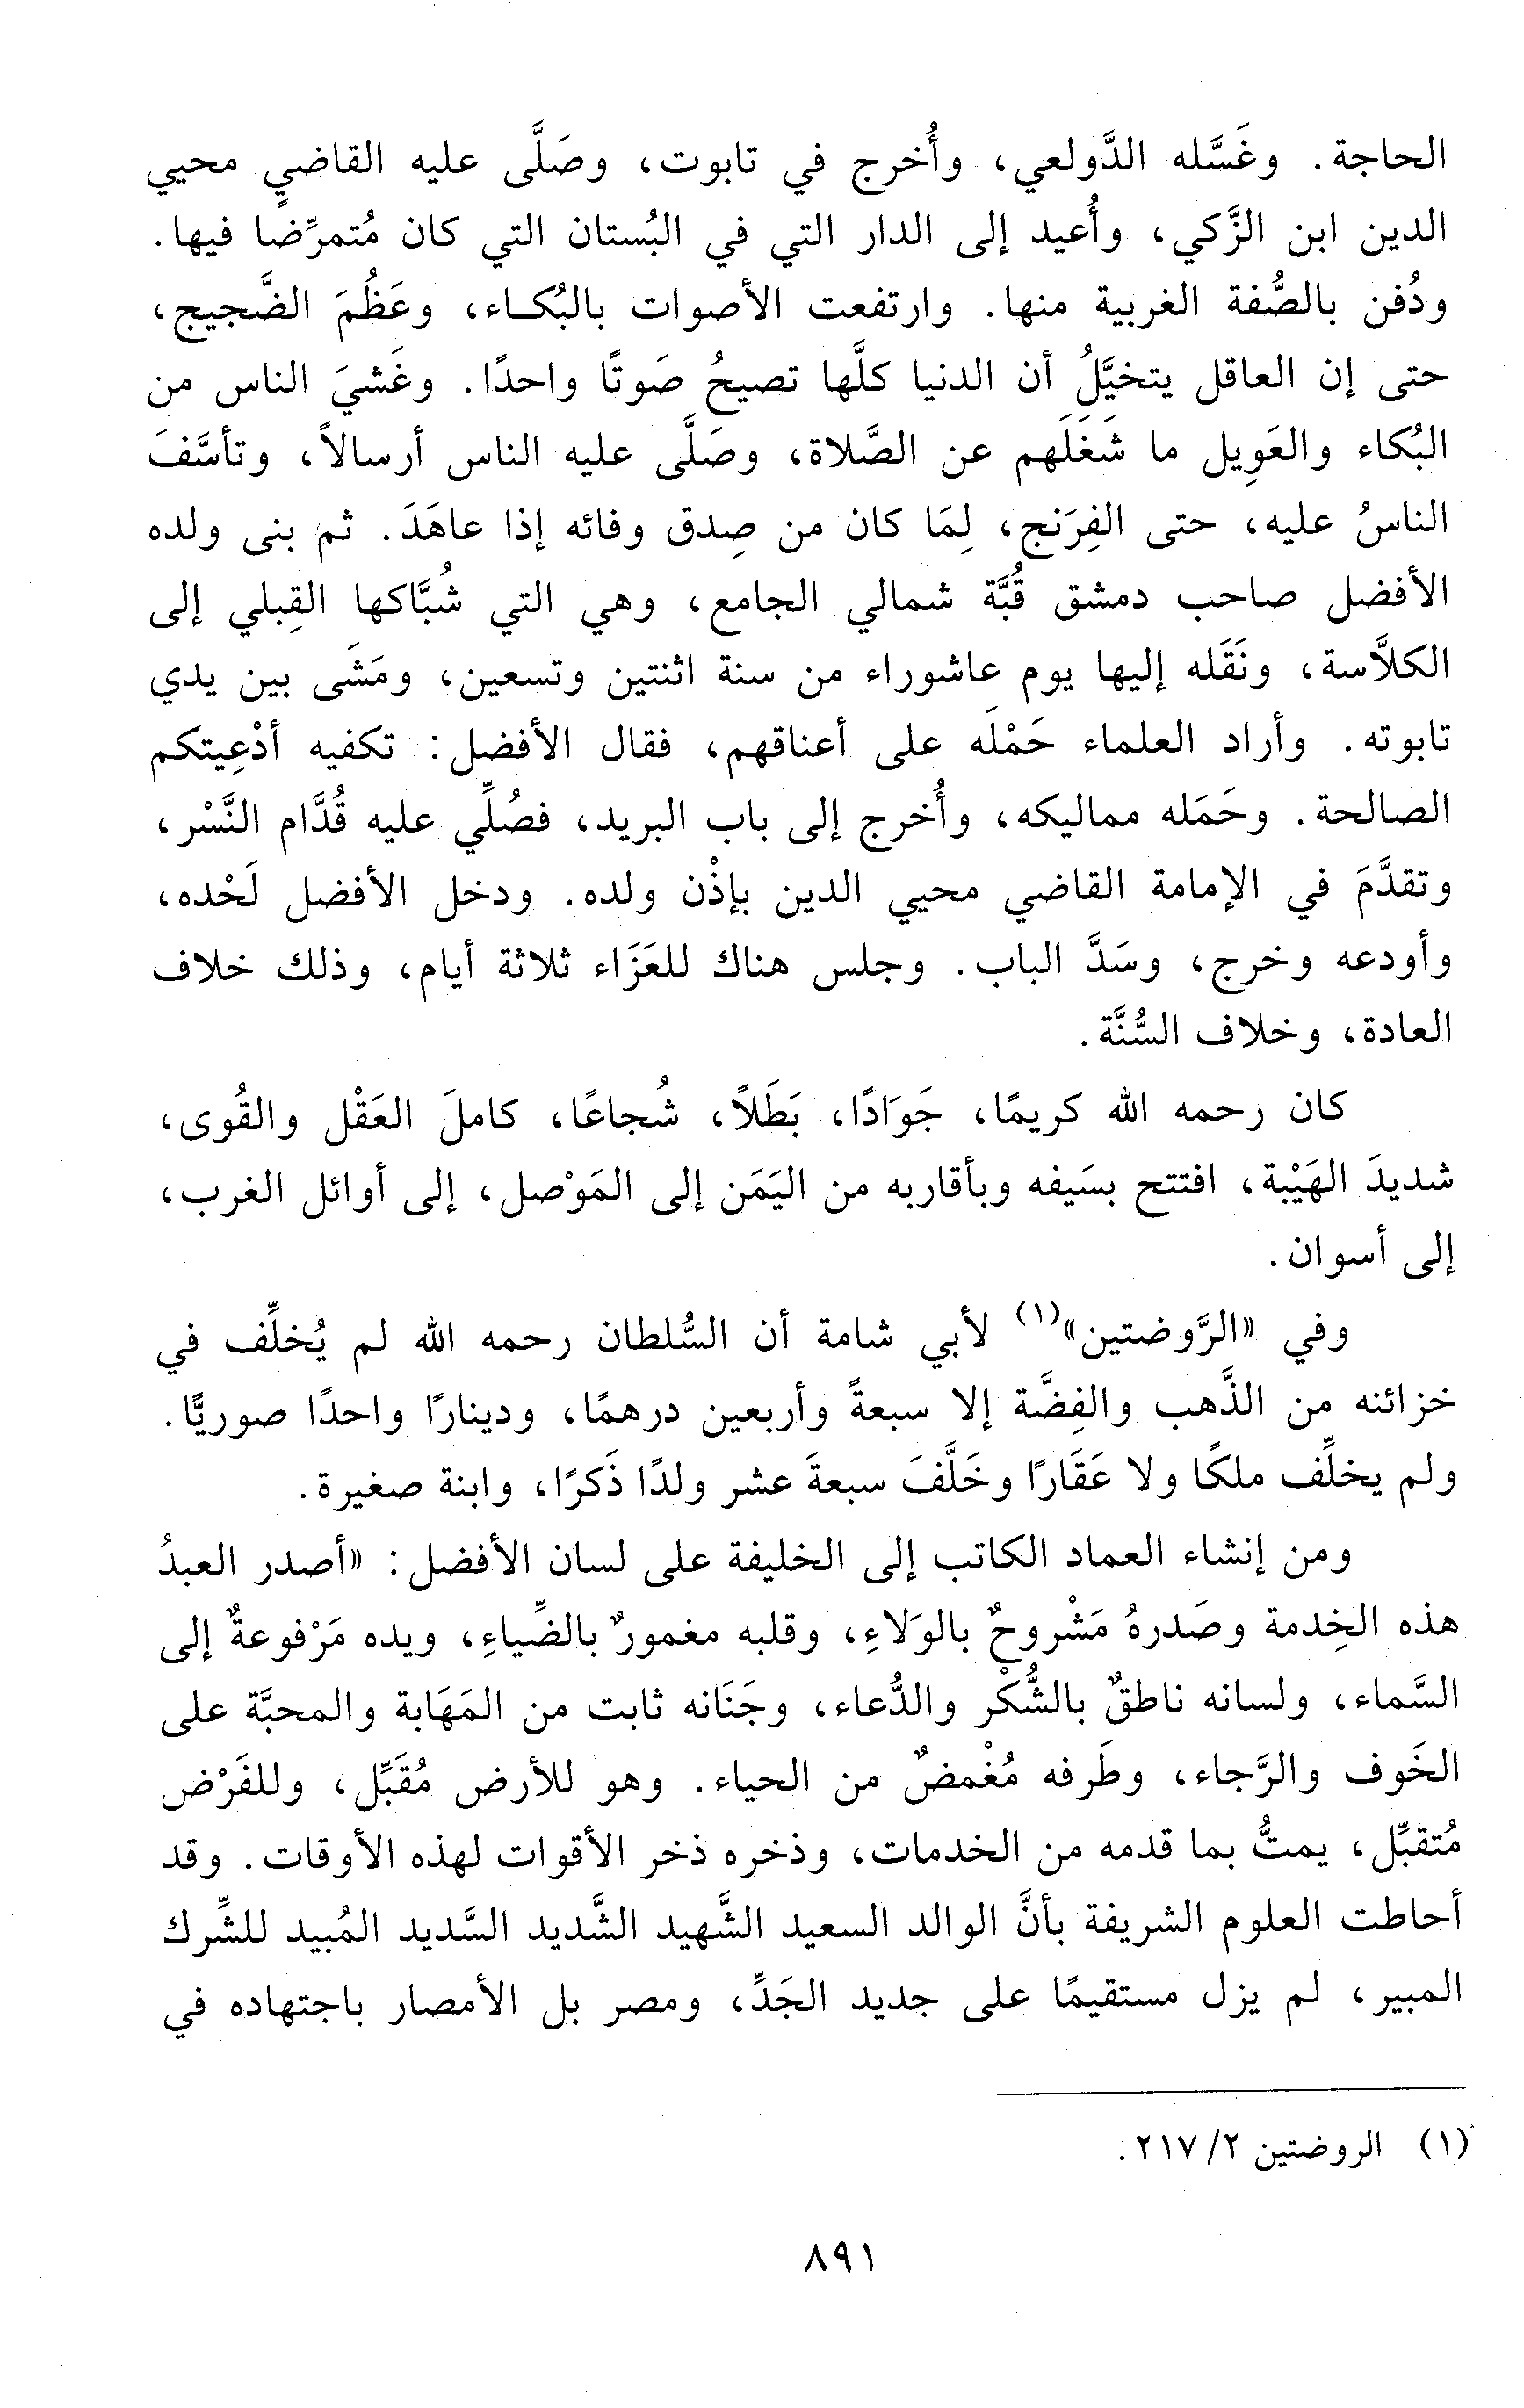 الحاجة. وغَسَّله الدَّولعي، وأُخرج في تابوت، وصَلَّى عليه القاضي محيي
الدين ابن الزَّكي، وأُعيد إلى الدار التي في البُستان التي كان مُتمرِّضًا فيها.
ودُفن بالصُّفة الغربية منها. وارتفعت الأصوات بالبُكاء، وعَظُمَ الضَّجيج،
حتى إن العاقل يتخيَّلُ أن الدنيا كلَّها تصيحُ صَوتًا واحدًا. وغَشيَ الناس من
البُكاء والعَوِيل ما شَغَلَهم عن الصَّلاة، وصَلَّى عليه الناس أرسالاً، وتأسَّفَ
الناسُ عليه، حتى الفِرَنج، لِمَا كان من صِدق وفائه إذا عاهَدَ. ثم بنى ولده
الأفضل صاحب دمشق قُبَّة شمالي الجامع، وهي التي شُبَّاكها القِبلي إلى
الكلاَّسة، ونَقَله إليها يوم عاشوراء من سنة اثنتين وتسعين، ومَشَى بين يدي
تابوته. وأراد العلماء حَمْلَه على أعناقهم، فقال الأفضل: تكفيه أدْعِيتكم
الصالحة. وحَمَله مماليكه، وأُخرج إلى باب البريد، فصُلِّي عليه قُدَّام النَّسْر،
وتقدَّمَ في الإمامة القاضي محيي الدين بإذْن ولده. ودخل الأفضل لَحْده،
وأودعه وخرج، وسَدَّ الباب. وجلس هناك للعَزَاء ثلاثة أيام، وذلك خلاف
العادة، وخلاف السُّنَّة.
كان رحمه الله كريمًا، جَوَادًا، بَطَلاً، شُجاعًا، كاملَ العَقْل والقُوى،
شديدَ الهَيْبة، افتتح بسَيفه وبأقاربه من اليَمَن إلى المَوْصل، إلى أوائل الغرب،
إلى أسوان.
وفي «الرَّوضتين»(١) لأبي شامة أن السُّلطان رحمه الله لم يُخلِّف في
خزائنه من الذَّهب والفِضَّة إلا سبعةً وأربعين درهمًا، ودينارًا واحدًا صوريًّا.
ولم يخلِّف ملكًا ولا عَقَارًا وخَلَّفَ سبعةَ عشر ولدًا ذَكرًا، وابنة صغيرة.
ومن إنشاء العماد الكاتب إلى الخليفة على لسان الأفضل: «أصدر العبدُ
هذه الخِدمة وصَدرهُ مَشْروحٌ بالوَلاءِ، وقلبه مغمورٌ بالضِّياءِ، ويده مَرْفوعةٌ إلى
السَّماء، ولسانه ناطقٌ بالشُّكْر والدُّعاء، وجَنَانه ثابت من المَهَابة والمحبَّة على
الخَوف والرَّجاء، وطَرفه مُغْمضٌ من الحياء. وهو للأرض مُقَبِّل، وللفَرْض
مُتقبِّل، يمتُّ بما قدمه من الخدمات، وذخره ذخر الأقوات لهذه الأوقات. وقد
أحاطت العلوم الشريفة بأنَّ الوالد السعيد الشَّهيد الشَّديد السَّديد المُبيد للشِّرك
المبير، لم يزل مستقيمًا على جديد الجَدِّ، ومصر بل الأمصار باجتهاده في
(١) الروضتين ٢/ ٢١٧.
٨٩١